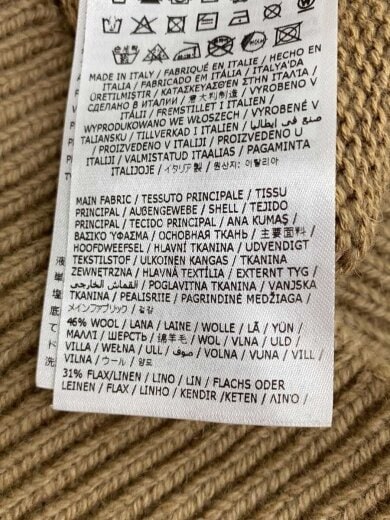 MADE IN ITALY / FABRIQUÉ EN ITALIE / HECHO EN
ITALIA / FABRICADO EM ITÁLIA / ITALYA'DA
ÜRETILMIŞTIR / ΚΑΤΑΣΚΕΥΑΣΘΕΝ ΣΤΗΝ ΙΤΑΛΙΑ /
СДЕЛАНО В ИТАЛИИ / 意大利制造 / VYROBENO V
ITÁLII / FREMSTILLET I ITALIEN /
WYPRODUKOWANO WE WŁOSZECH / VYROBENÉ V
TALIANSKU / TILLVERKAD I ITALIEN / صنع في إيطاليا
/ PROIZVEDENO V ITALIJI / PROIZVEDENO U
ITALIJI / VALMISTATUD ITAALIAS / PAGAMINTA
ITALIJOJE / イタリア製 / 원산지: 이탈리아
MAIN FABRIC / TESSUTO PRINCIPALE / TISSU
PRINCIPAL / AUßENGEWEBE / SHELL / TEJIDO
PRINCIPAL / TECIDO PRINCIPAL / ANA KUMAŞ /
ΒΑΣΙΚΟ ΥΦΑΣΜΑ / ОСНОВНАЯ ТКАНЬ / 主要面料 /
HOOFDWEEFSEL / HLAVNÍ TKANINA / UDVENDIGT
TEKSTILSTOF / ULKOINEN KANGAS / TKANINA
ZEWNĘTRZNA / HLAVNÁ TEXTÍLIA / EXTERNT TYG /
القماش الخارجي / POGLAVITNA TKANINA / VANJSKA
TKANINA / PEALISRIIE / PAGRINDINĖ MEDŽIAGA /
メインファブリック / 겉감
46% WOOL / LANA / LAINE / WOLLE / LÃ / YÜN /
ΜΑΛΛΙ / ШЕРСТЬ / 绵羊毛 / WOL / VLNA / ULD /
VILLA / WEŁNA / ULL / صوف / VOLNA / VUNA / VILL /
VILNA / ウール / 양모
31% FLAX/LINEN / LINO / LIN / FLACHS ODER
LEINEN / FLAX / LINHO / KENDIR /KETEN / ΛΙΝΟ /